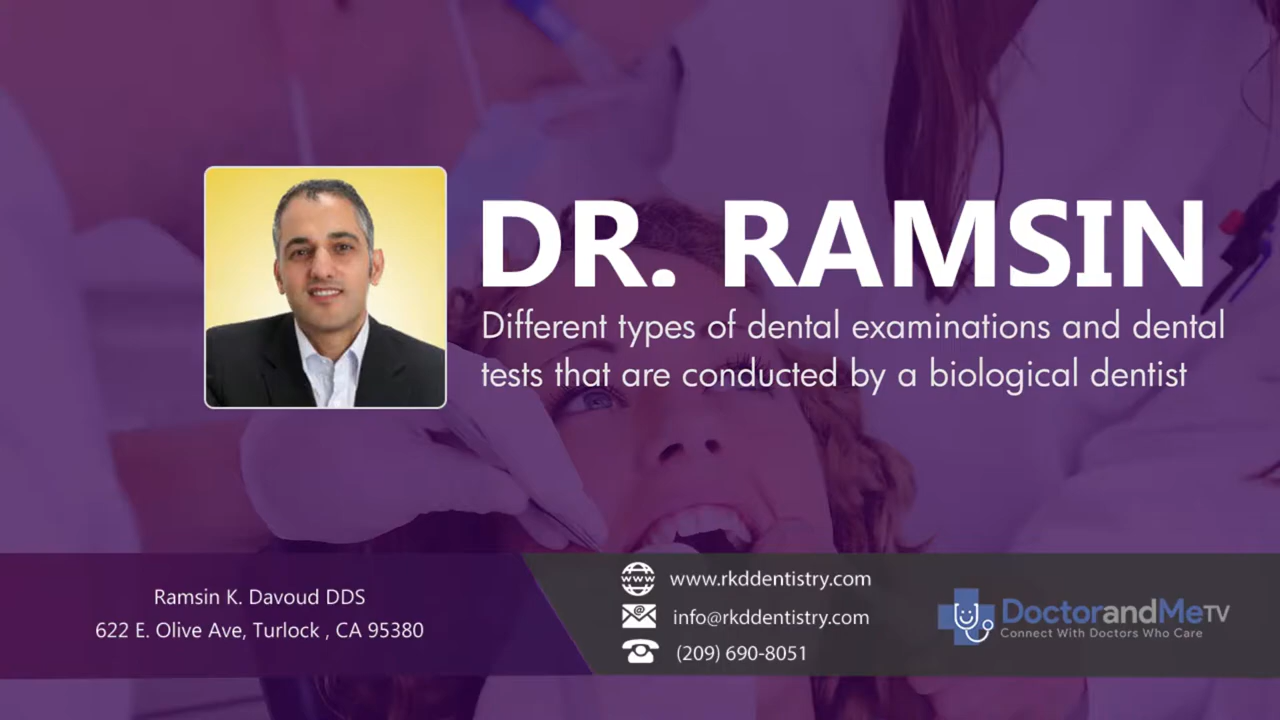 DR. RAMSIN
Different types of dental examinations and dental
tests that are conducted by a biological dentist
Ramsin K. Davoud DDS
622 E. Olive Ave, Turlock , CA 95380
WWW
www.rkddentistry.com
@
info@rkddentistry.com
(209) 690-8051
DoctorandMeTV
Connect With Doctors Who Care